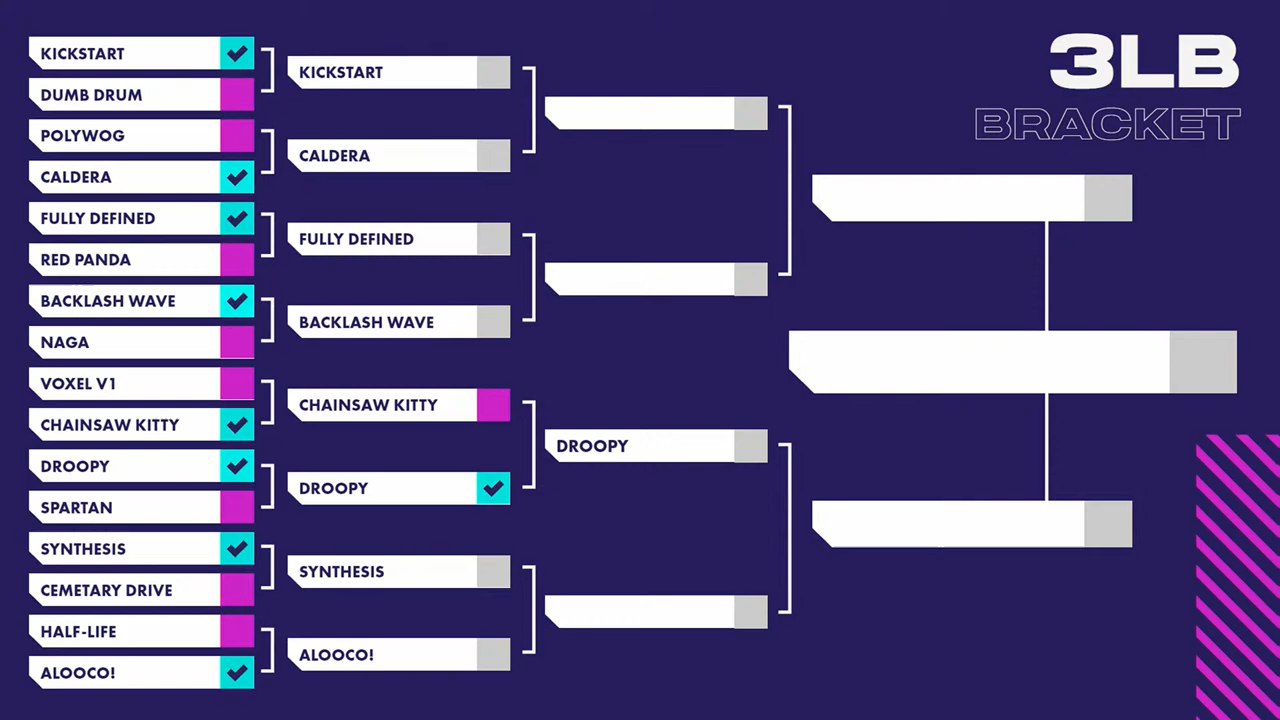 3LB
BRACKET
KICKSTART
DUMB DRUM
POLYWOG
CALDERA
FULLY DEFINED
RED PANDA
BACKLASH WAVE
NAGA
VOXEL V1
CHAINSAW KITTY
DROOPY
SPARTAN
SYNTHESIS
CEMETARY DRIVE
HALF-LIFE
ALOOCO!
KICKSTART
CALDERA
FULLY DEFINED
BACKLASH WAVE
CHAINSAW KITTY
DROOPY
SYNTHESIS
ALOOCO!
DROOPY